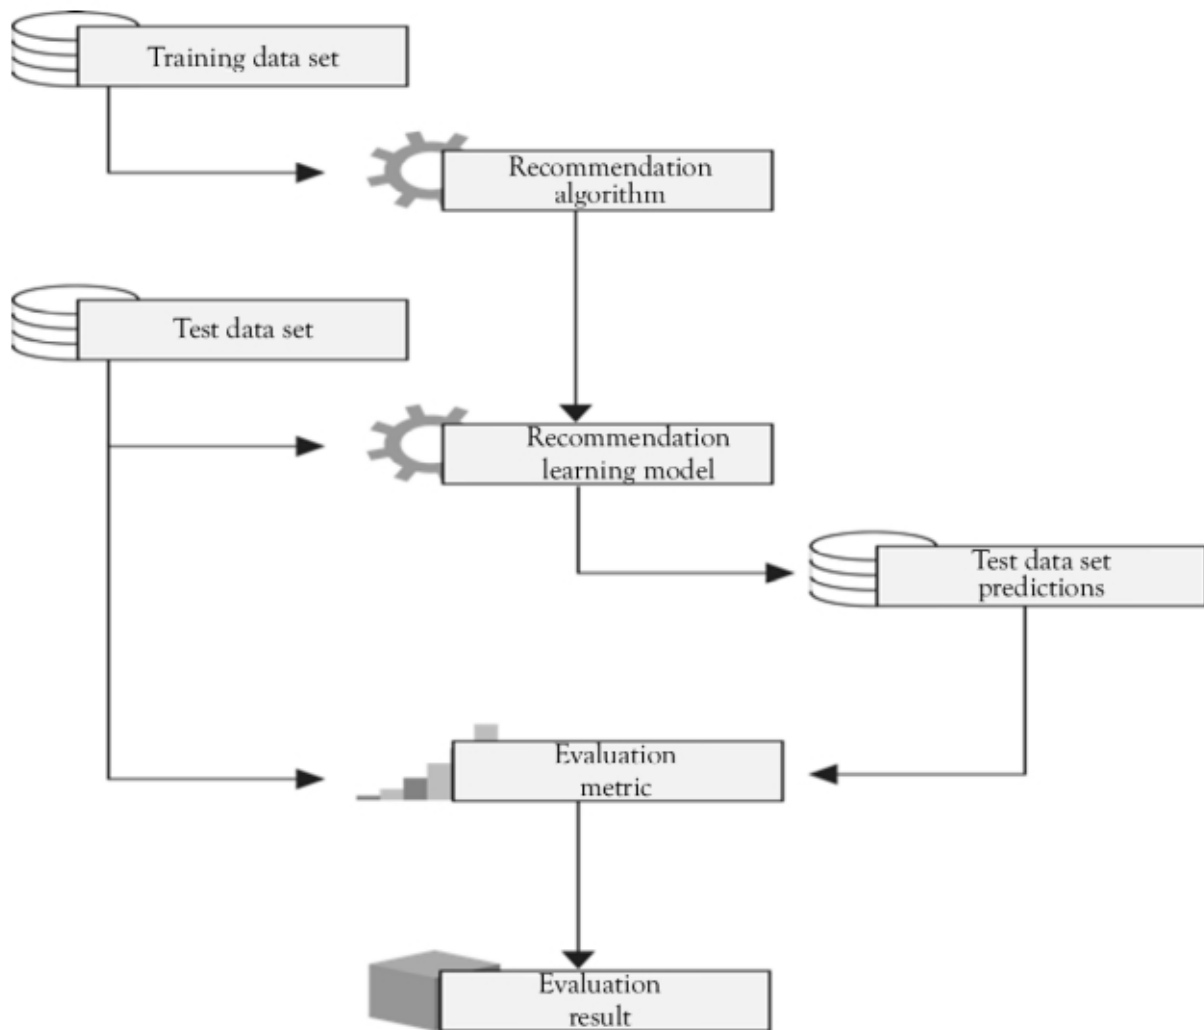 Training data set
Recommendation
algorithm
Test data set
Recommendation
learning model
Test data set
predictions
Evaluation
metric
Evaluation
result